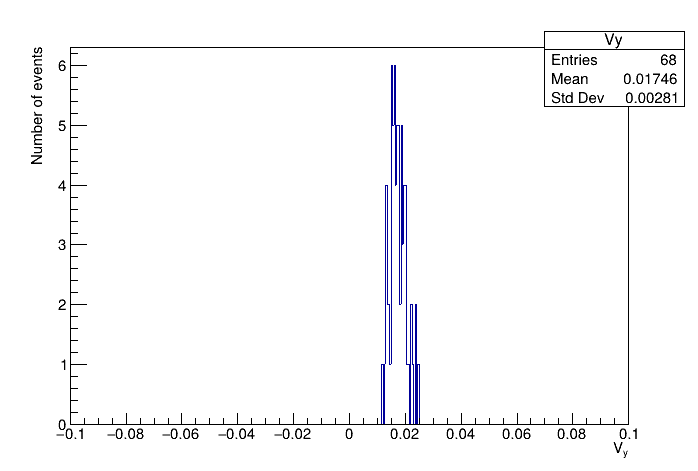 Vy
Entries 68
Mean 0.01746
Std Dev 0.00281
Number of events
6
5
4
3
2
1
0
−0.1 −0.08 −0.06 −0.04 −0.02 0 0.02 0.04 0.06 0.08 0.1
Vy